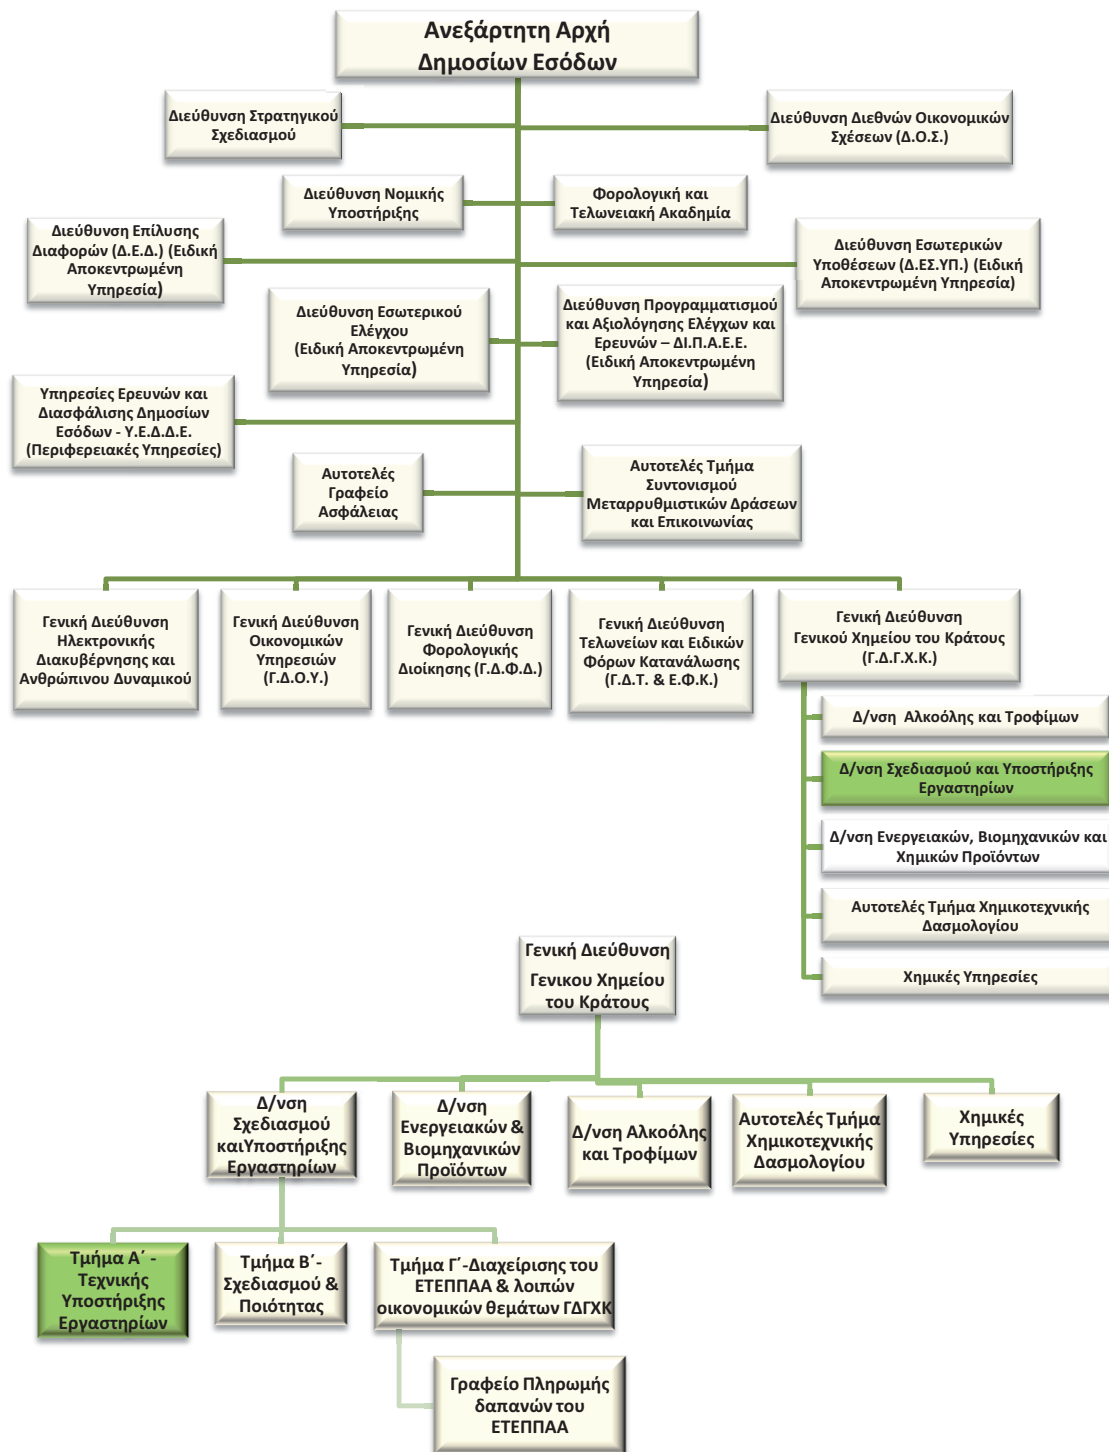 Ανεξάρτητη Αρχή
Δημοσίων Εσόδων
Διεύθυνση Στρατηγικού
Σχεδιασμού
Διεύθυνση Διεθνών Οικονομικών
Σχέσεων (Δ.Ο.Σ.)
Διεύθυνση Νομικής
Υποστήριξης
Φορολογική και
Τελωνειακή Ακαδημία
Διεύθυνση Επίλυσης
Διαφορών (Δ.Ε.Δ.) (Ειδική
Αποκεντρωμένη
Υπηρεσία)
Διεύθυνση Εσωτερικών
Υποθέσεων (Δ.ΕΣ.ΥΠ.) (Ειδική
Αποκεντρωμένη Υπηρεσία)
Διεύθυνση Εσωτερικού
Ελέγχου
(Ειδική Αποκεντρωμένη
Υπηρεσία)
Διεύθυνση Προγραμματισμού
και Αξιολόγησης Ελέγχων και
Ερευνών – ΔΙ.Π.Α.Ε.Ε.
(Ειδική Αποκεντρωμένη
Υπηρεσία)
Υπηρεσίες Ερευνών και
Διασφάλισης Δημοσίων
Εσόδων - Υ.Ε.Δ.Δ.Ε.
(Περιφερειακές Υπηρεσίες)
Αυτοτελές
Γραφείο
Ασφάλειας
Αυτοτελές Τμήμα
Συντονισμού
Μεταρρυθμιστικών Δράσεων
και Επικοινωνίας
Γενική Διεύθυνση
Ηλεκτρονικής
Διακυβέρνησης και
Ανθρώπινου Δυναμικού
Γενική Διεύθυνση
Οικονομικών
Υπηρεσιών
(Γ.Δ.Ο.Υ.)
Γενική Διεύθυνση
Φορολογικής
Διοίκησης (Γ.Δ.Φ.Δ.)
Γενική Διεύθυνση
Τελωνείων και Ειδικών
Φόρων Κατανάλωσης
(Γ.Δ.Τ. & Ε.Φ.Κ.)
Γενική Διεύθυνση
Γενικού Χημείου του Κράτους
(Γ.Δ.Γ.Χ.Κ.)
Δ/νση  Αλκοόλης και Τροφίμων
Δ/νση Σχεδιασμού και Υποστήριξης
Εργαστηρίων
Δ/νση Ενεργειακών, Βιομηχανικών και
Χημικών Προϊόντων
Αυτοτελές Τμήμα Χημικοτεχνικής
Δασμολογίου
Χημικές Υπηρεσίες
Γενική Διεύθυνση
Γενικου Χημείου
του Κράτους
Δ/νση
Σχεδιασμού
καιΥποστήριξης
Εργαστηρίων
Δ/νση
Ενεργειακών &
Βιομηχανικών
Προϊόντων
Δ/νση Αλκοόλης
και Τροφίμων
Αυτοτελές Τμήμα
Χημικοτεχνικής
Δασμολογίου
Χημικές
Υπηρεσίες
Τμήμα Α΄ -
Τεχνικής
Υποστήριξης
Εργαστηρίων
Τμήμα Β΄-
Σχεδιασμού &
Ποιότητας
Τμήμα Γ΄-Διαχείρισης του
ΕΤΕΠΠΑΑ & λοιπών
οικονομικών θεμάτων ΓΔΓΧΚ
Γραφείο Πληρωμής
δαπανών του
ΕΤΕΠΠΑΑ